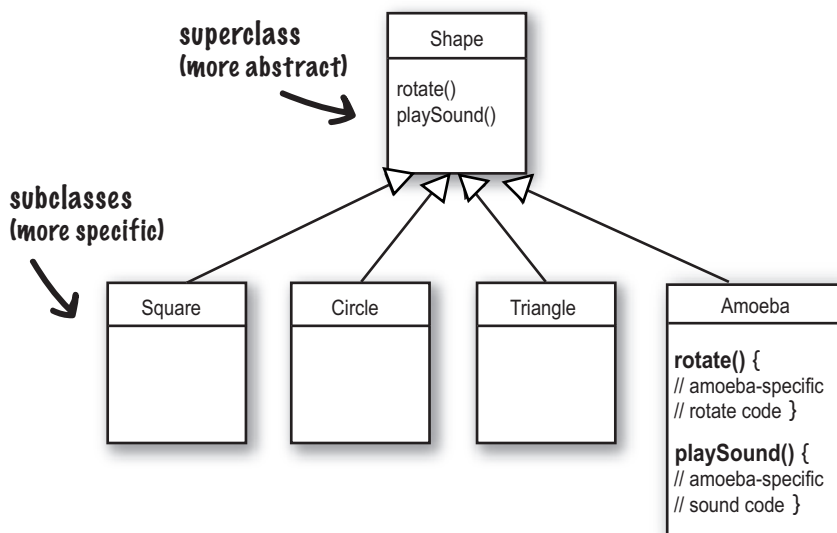 superclass
(more abstract)
Shape
rotate()
playSound()
subclasses
(more specific)
Square
Circle
Triangle
Amoeba
rotate() {
// amoeba-specific
// rotate code }
playSound() {
// amoeba-specific
// sound code }